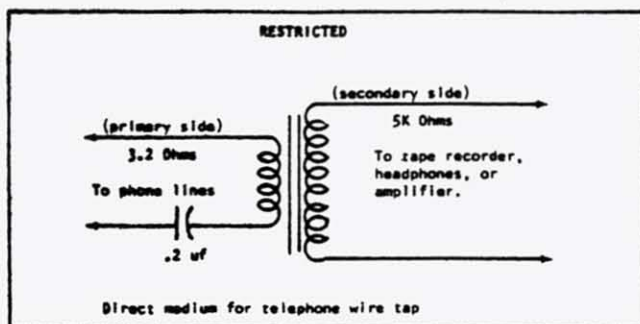 RESTRICTED
(secondary side)
(primary side)
5K Ohms
3.2 Ohms
To tape recorder,
To phone lines
headphones, or
amplifier.
.2 uf
Direct medium for telephone wire tap